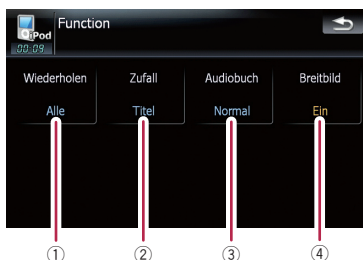 Function
iPod
00:09
Wiederholen Zufall Audiobuch Breitbild
Alle Titel Normal Ein
① ② ③ ④